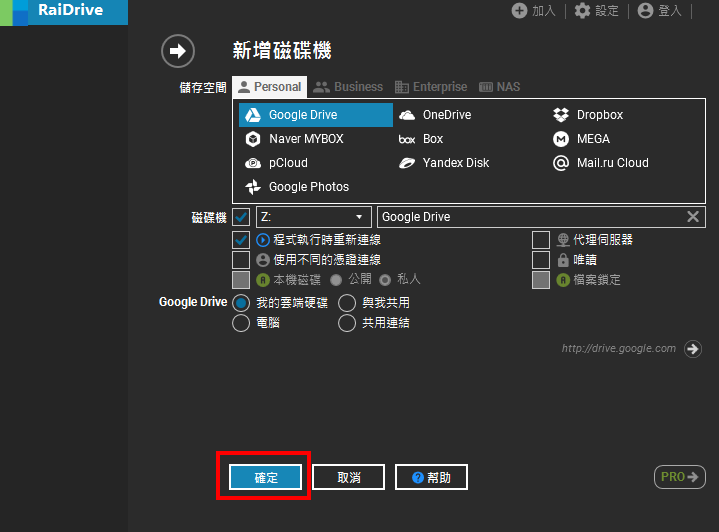 RaiDrive
加入 設定 登入
新增磁碟機
儲存空間 Personal Business Enterprise NAS
Google Drive OneDrive Dropbox
Naver MYBOX box Box MEGA
pCloud Yandex Disk Mail.ru Cloud
Google Photos
磁碟機 Z: Google Drive
程式執行時重新連線 代理伺服器
使用不同的憑證連線 唯讀
本機磁碟 公開 私人 檔案鎖定
Google Drive 我的雲端硬碟 與我共用
電腦 共用連結
http://drive.google.com
確定 取消 幫助 PRO